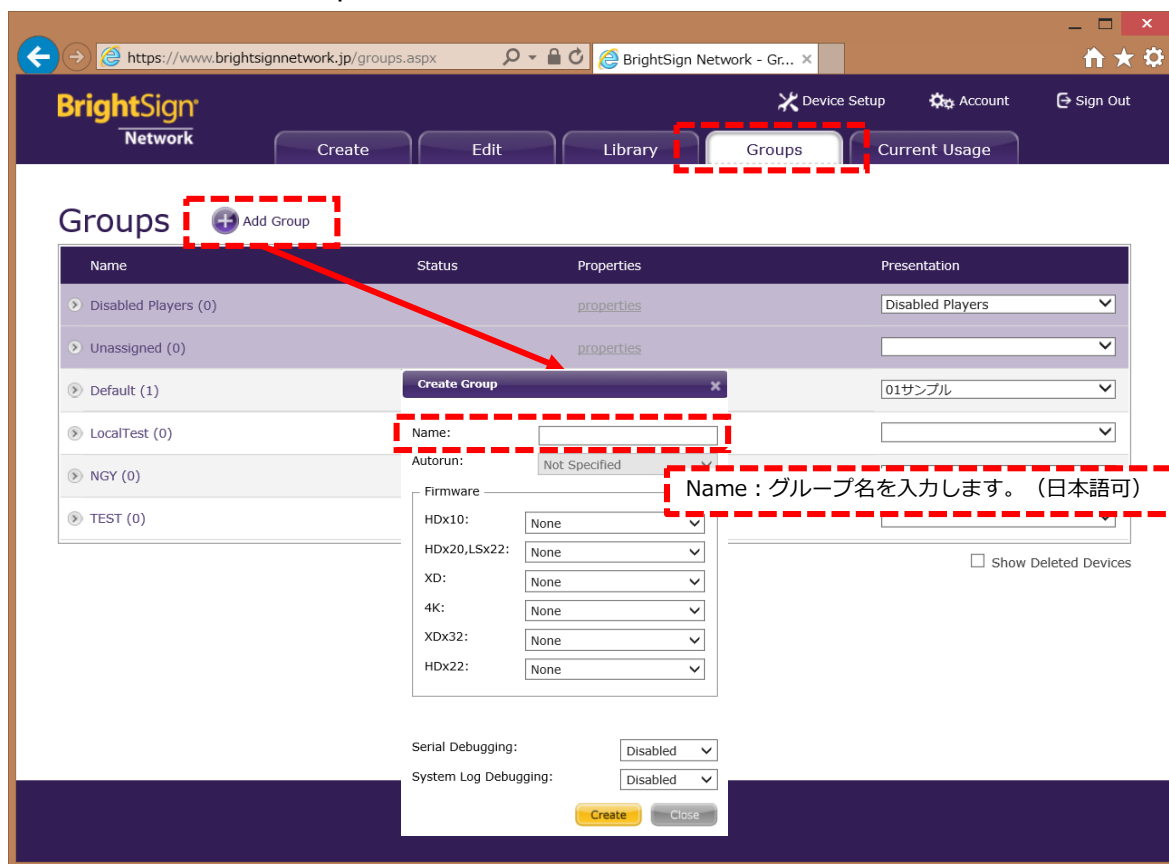 https://www.brightsignnetwork.jp/groups.aspx
BrightSign Network - Gr... ×
BrightSign
Network
Device Setup
Account
Sign Out
Create
Edit
Library
Groups
Current Usage
Groups
Add Group
Name Status Properties Presentation
Disabled Players (0) properties Disabled Players
Unassigned (0) properties
Default (1) 01サンプル
LocalTest (0)
NGY (0)
TEST (0)
Show Deleted Devices
Create Group ×
Name:
Autorun: Not Specified
Name：グループ名を入力します。（日本語可）
Firmware
HDx10: None
HDx20,LSx22: None
XD: None
4K: None
XDx32: None
HDx22: None
Serial Debugging: Disabled
System Log Debugging: Disabled
Create Close